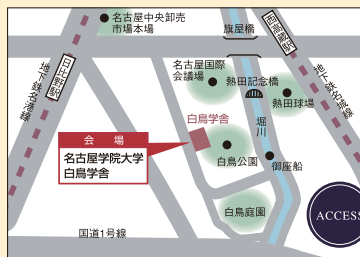 名古屋中央卸売
市場本場
旗屋橋
西高蔵駅
地下鉄名港線
日比野駅
名古屋国際
会議場
熱田記念橋
熱田球場
地下鉄名城線
白鳥学舎
堀川
会場
名古屋学院大学
白鳥学舎
白鳥公園
御座船
白鳥庭園
ACCESS
国道1号線